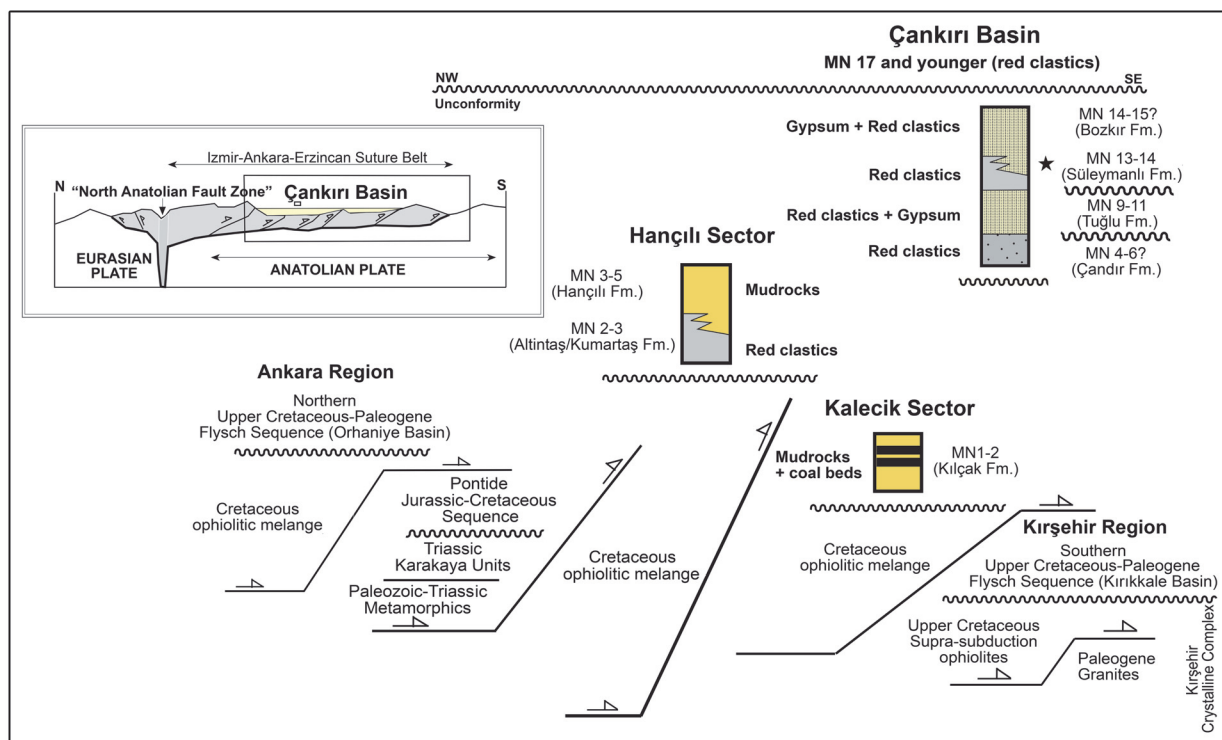 Çankırı Basin
MN 17 and younger (red clastics)
NW
SE
Unconformity
Izmir-Ankara-Erzincan Suture Belt
N
"North Anatolian Fault Zone"
Çankırı Basin
S
EURASIAN
PLATE
ANATOLIAN PLATE
Gypsum + Red clastics
MN 14-15?
(Bozkır Fm.)
Red clastics
MN 13-14
(Süleymanlı Fm.)
Red clastics + Gypsum
MN 9-11
(Tuğlu Fm.)
Red clastics
MN 4-6?
(Çandır Fm.)
Hançılı Sector
MN 3-5
(Hançılı Fm.)
Mudrocks
MN 2-3
(Altintaş/Kumartaş Fm.)
Red clastics
Ankara Region
Northern
Upper Cretaceous-Paleogene
Flysch Sequence (Orhaniye Basin)
Cretaceous
ophiolitic melange
Pontide
Jurassic-Cretaceous
Sequence
Triassic
Karakaya Units
Paleozoic-Triassic
Metamorphics
Cretaceous
ophiolitic melange
Kalecik Sector
Mudrocks
+ coal beds
MN1-2
(Kılçak Fm.)
Cretaceous
ophiolitic melange
Kırşehir Region
Southern
Upper Cretaceous-Paleogene
Flysch Sequence (Kırıkkale Basin)
Upper Cretaceous
Supra-subduction
ophiolites
Paleogene
Granites
Kırşehir
Crystalline Complex